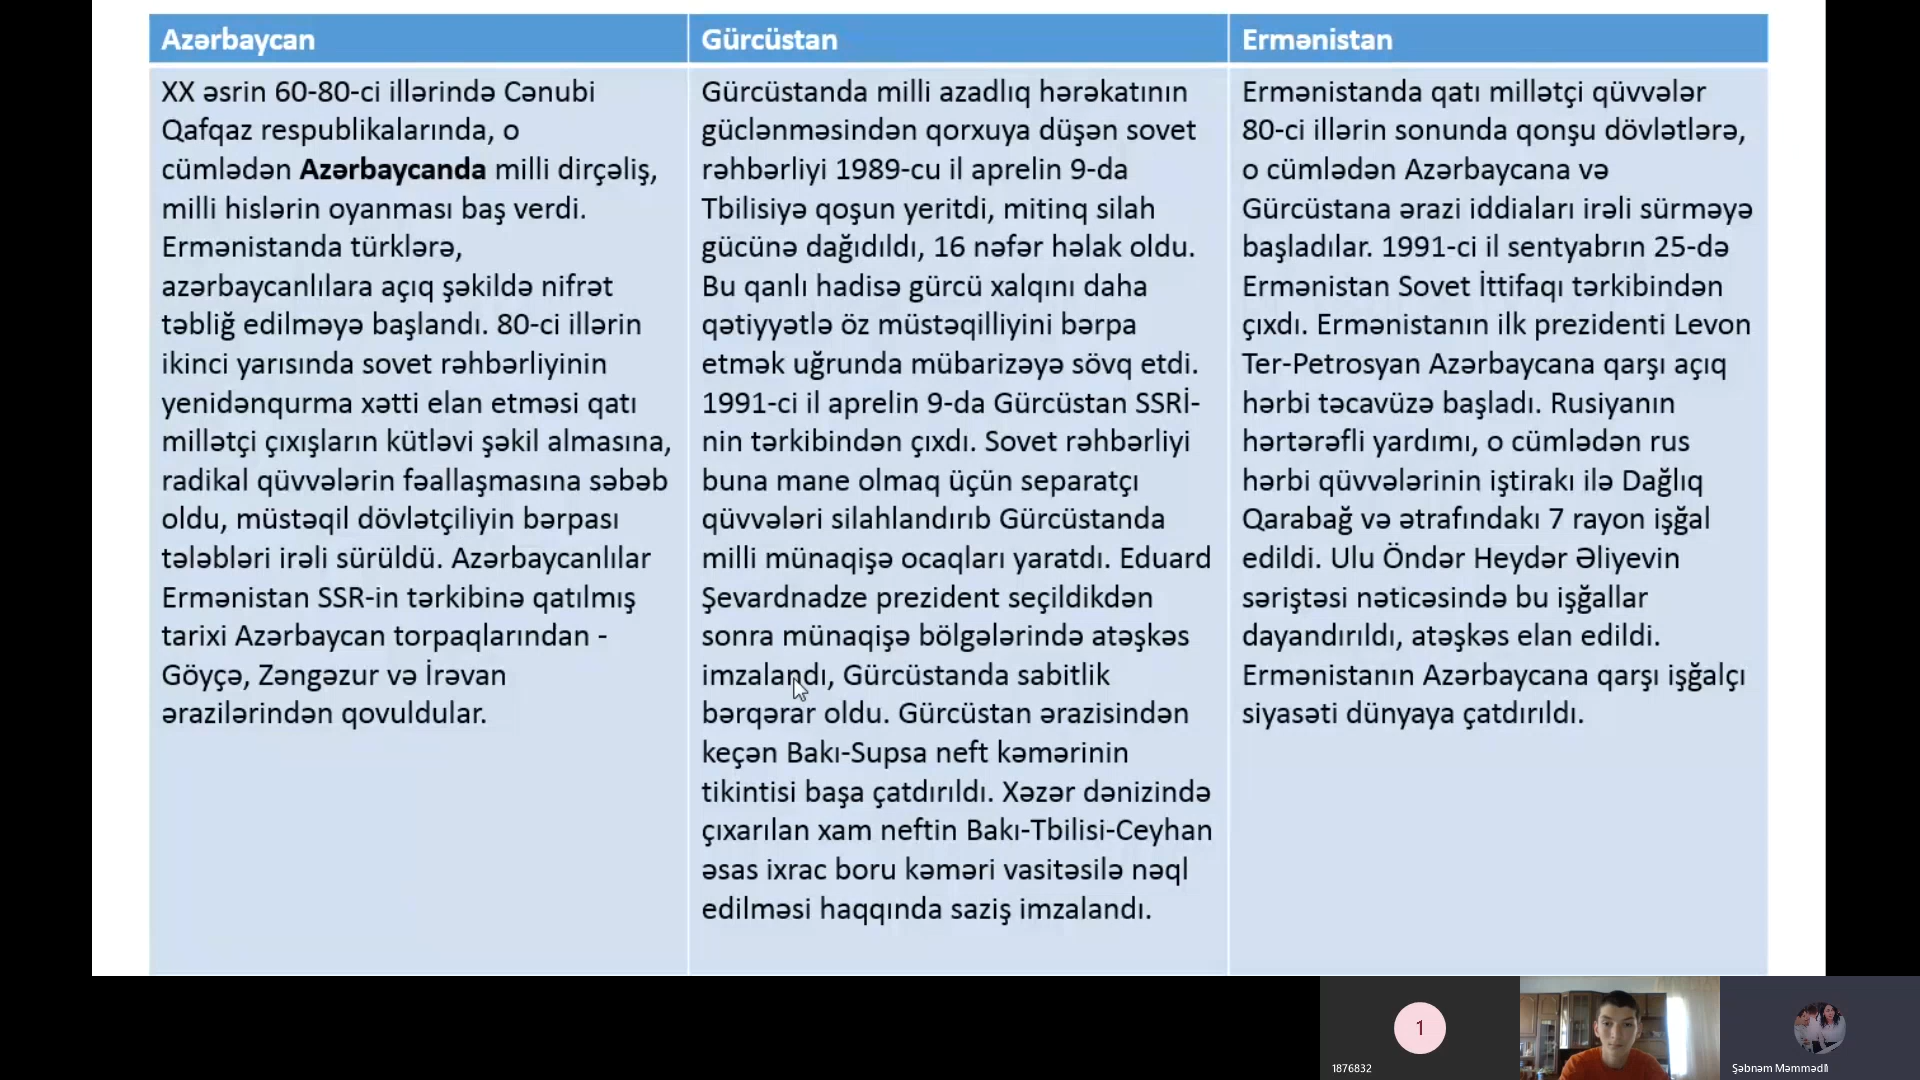 Azərbaycan
XX əsrin 60-80-ci illərində Cənubi
Qafqaz respublikalarında, o
cümlədən Azərbaycanda milli dirçəliş,
milli hislərin oyanması baş verdi.
Ermənistanda türklərə,
azərbaycanlılara açıq şəkildə nifrət
təbliğ edilməyə başlandı. 80-ci illərin
ikinci yarısında sovet rəhbərliyinin
yenidənqurma xətti elan etməsi qatı
millətçi çıxışların kütləvi şəkil almasına,
radikal qüvvələrin fəallaşmasına səbəb
oldu, müstəqil dövlətçiliyin bərpası
tələbləri irəli sürüldü. Azərbaycanlılar
Ermənistan SSR-in tərkibinə qatılmış
tarixi Azərbaycan torpaqlarından -
Göyçə, Zəngəzur və İrəvan
ərazilərindən qovuldular.
Gürcüstan
Gürcüstanda milli azadlıq hərəkatının
güclənməsindən qorxuya düşən sovet
rəhbərliyi 1989-cu il aprelin 9-da
Tbilisiyə qoşun yeritdi, mitinq silah
gücünə dağıdıldı, 16 nəfər həlak oldu.
Bu qanlı hadisə gürcü xalqını daha
qətiyyətlə öz müstəqilliyini bərpa
etmək uğrunda mübarizəyə sövq etdi.
1991-ci il aprelin 9-da Gürcüstan SSRİ-
nin tərkibindən çıxdı. Sovet rəhbərliyi
buna mane olmaq üçün separatçı
qüvvələri silahlandırıb Gürcüstanda
milli münaqişə ocaqları yaratdı. Eduard
Şevardnadze prezident seçildikdən
sonra münaqişə bölgələrində atəşkəs
imzalandı, Gürcüstanda sabitlik
bərqərar oldu. Gürcüstan ərazisindən
keçən Bakı-Supsa neft kəmərinin
tikintisi başa çatdırıldı. Xəzər dənizində
çıxarılan xam neftin Bakı-Tbilisi-Ceyhan
əsas ixrac boru kəməri vasitəsilə nəql
edilməsi haqqında saziş imzalandı.
Ermənistan
Ermənistanda qatı millətçi qüvvələr
80-ci illərin sonunda qonşu dövlətlərə,
o cümlədən Azərbaycana və
Gürcüstana ərazi iddiaları irəli sürməyə
başladılar. 1991-ci il sentyabrın 25-də
Ermənistan Sovet İttifaqı tərkibindən
çıxdı. Ermənistanın ilk prezidenti Levon
Ter-Petrosyan Azərbaycana qarşı açıq
hərbi təcavüzə başladı. Rusiyanın
hərtərəfli yardımı, o cümlədən rus
hərbi qüvvələrinin iştirakı ilə Dağlıq
Qarabağ və ətrafındakı 7 rayon işğal
edildi. Ulu Öndər Heydər Əliyevin
səriştəsi nəticəsində bu işğallar
dayandırıldı, atəşkəs elan edildi.
Ermənistanın Azərbaycana qarşı işğalçı
siyasəti dünyaya çatdırıldı.
1
1876832
Şəbnəm